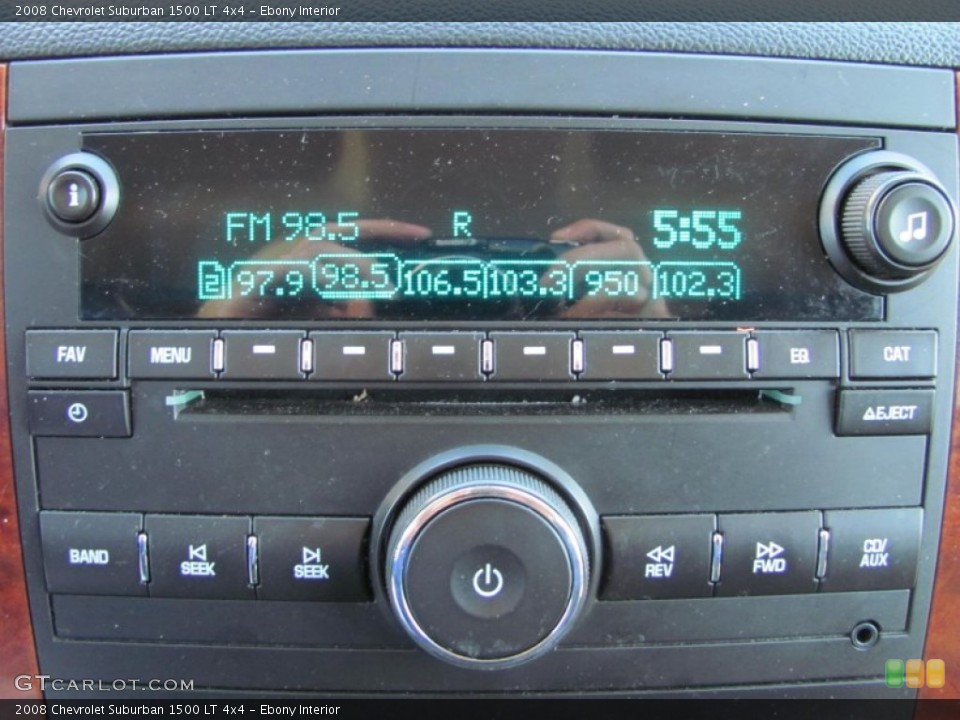 2008 Chevrolet Suburban 1500 LT 4x4 - Ebony Interior
i
FM 98.5 R 5:55
2 97.9 98.5 106.5 103.3 950 102.3
FAV MENU EQ CAT
EJECT
BAND SEEK SEEK REV FWD CD/ AUX
GTCARLOT.COM
2008 Chevrolet Suburban 1500 LT 4x4 - Ebony Interior